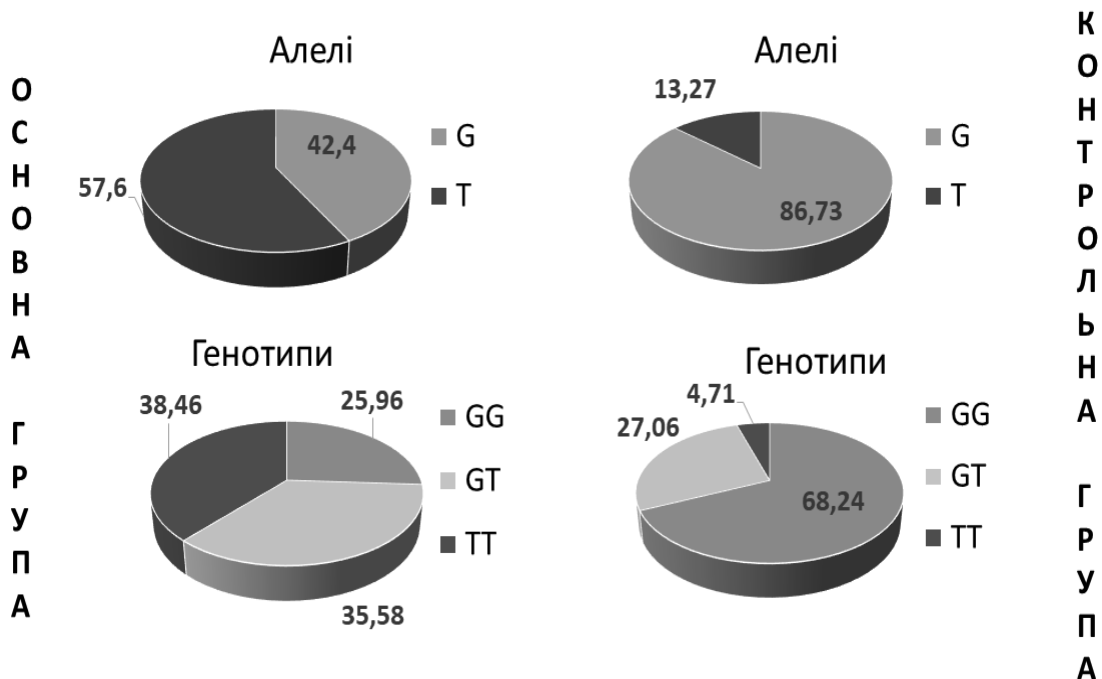 ОСНОВНА ГРУПА
Алелі
42,4
57,6
G
T
Алелі
13,27
86,73
G
T
Генотипи
38,46
25,96
35,58
GG
GT
TT
Генотипи
4,71
27,06
68,24
GG
GT
TT
КОНТРОЛЬНА ГРУПА